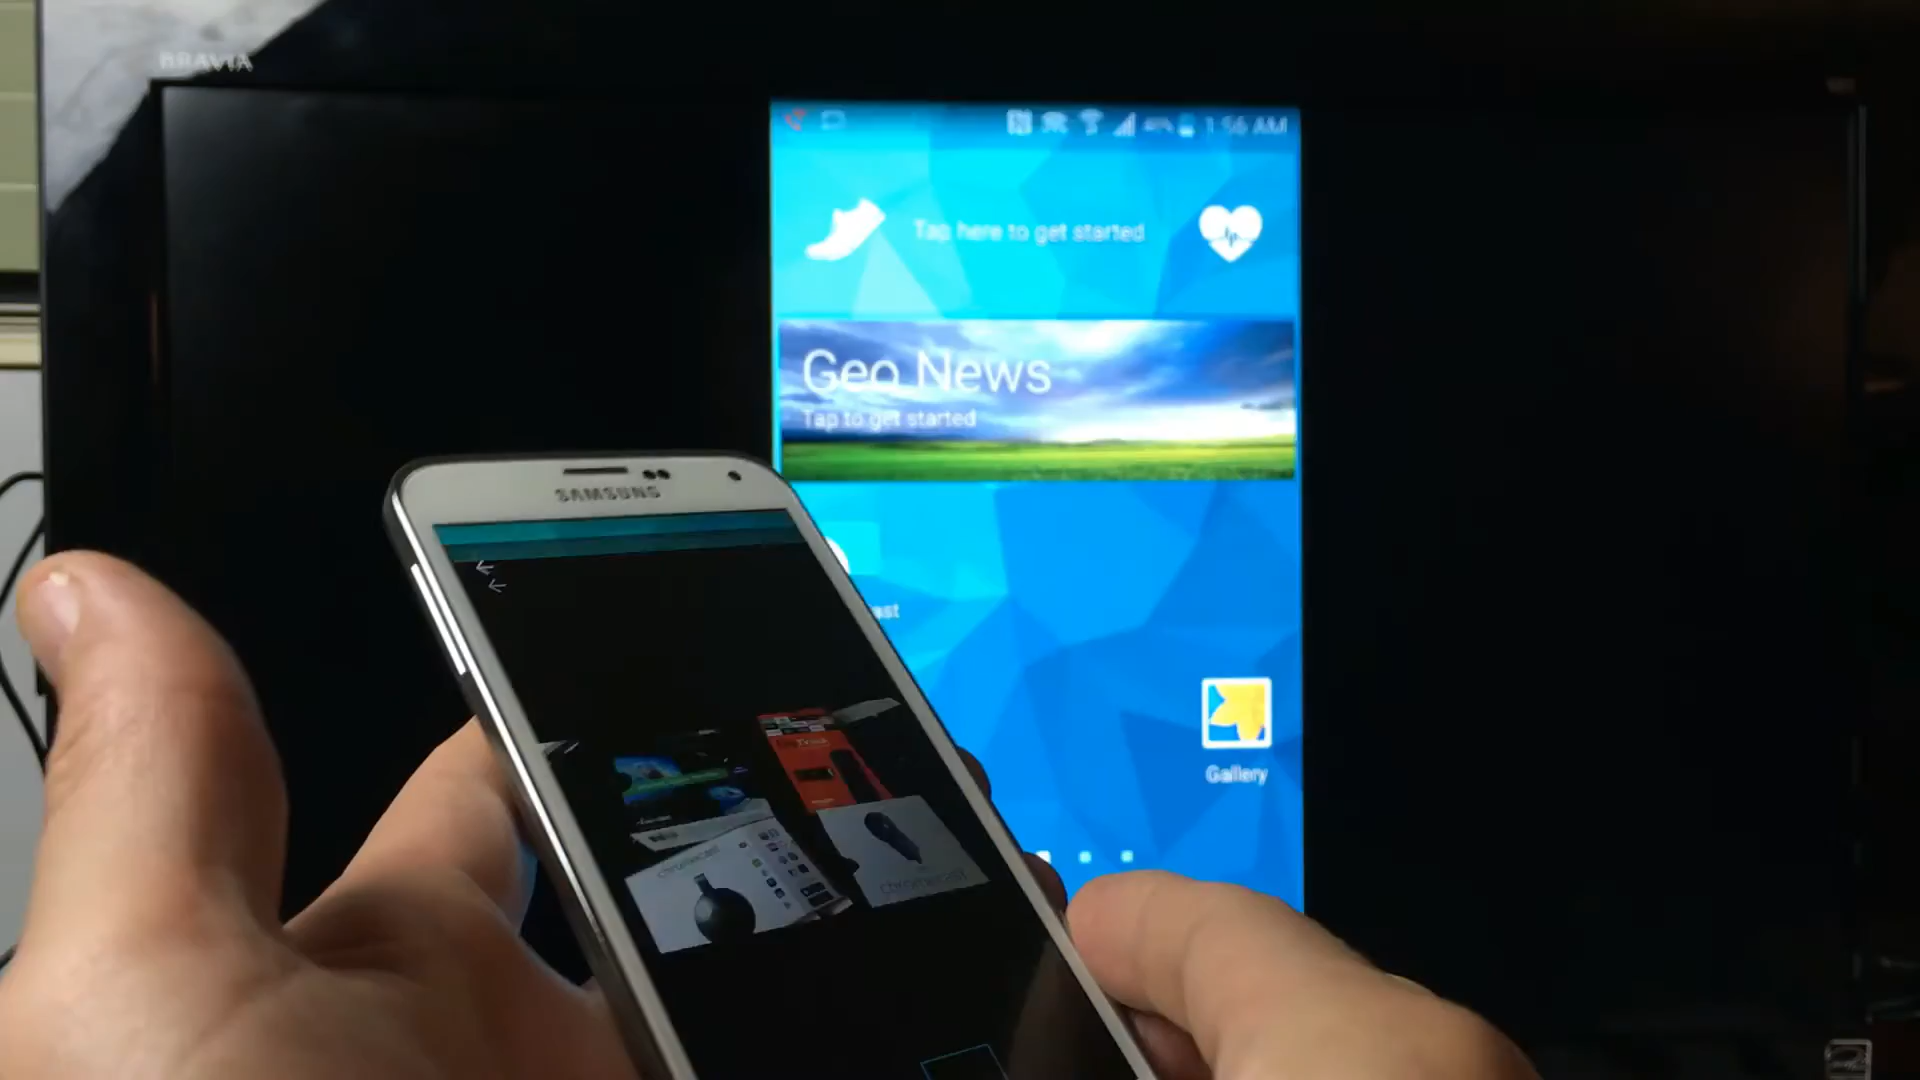 BRAVIA
1:56 AM
Tap here to get started
Geo News
Tap to get started
SAMSUNG
Gallery
chromecast
chromecast